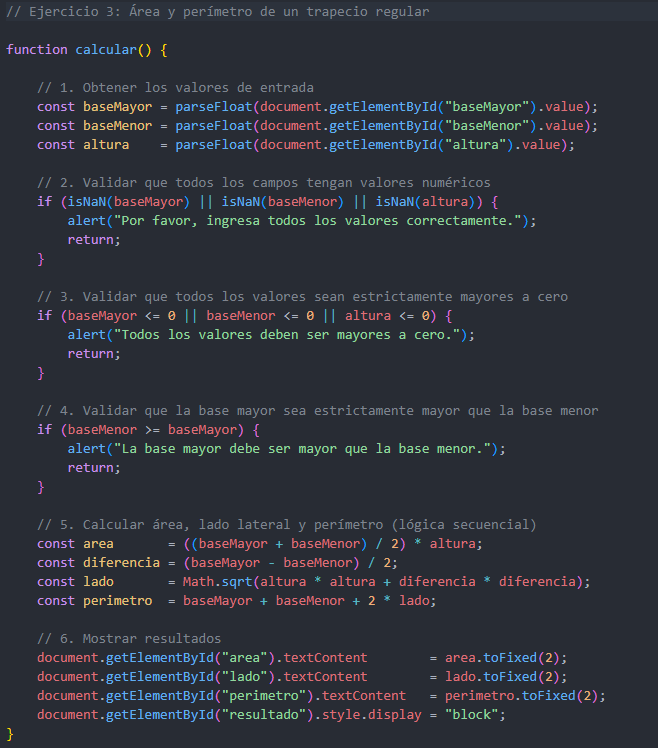 // Ejercicio 3: Área y perímetro de un trapecio regular
function calcular() {
// 1. Obtener los valores de entrada
const baseMayor = parseFloat(document.getElementById("baseMayor").value);
const baseMenor = parseFloat(document.getElementById("baseMenor").value);
const altura    = parseFloat(document.getElementById("altura").value);
// 2. Validar que todos los campos tengan valores numéricos
if (isNaN(baseMayor) || isNaN(baseMenor) || isNaN(altura)) {
alert("Por favor, ingresa todos los valores correctamente.");
return;
}
// 3. Validar que todos los valores sean estrictamente mayores a cero
if (baseMayor <= 0 || baseMenor <= 0 || altura <= 0) {
alert("Todos los valores deben ser mayores a cero.");
return;
}
// 4. Validar que la base mayor sea estrictamente mayor que la base menor
if (baseMenor >= baseMayor) {
alert("La base mayor debe ser mayor que la base menor.");
return;
}
// 5. Calcular área, lado lateral y perímetro (lógica secuencial)
const area       = ((baseMayor + baseMenor) / 2) * altura;
const diferencia = (baseMayor - baseMenor) / 2;
const lado       = Math.sqrt(altura * altura + diferencia * diferencia);
const perimetro  = baseMayor + baseMenor + 2 * lado;
// 6. Mostrar resultados
document.getElementById("area").textContent        = area.toFixed(2);
document.getElementById("lado").textContent        = lado.toFixed(2);
document.getElementById("perimetro").textContent   = perimetro.toFixed(2);
document.getElementById("resultado").style.display = "block";
}